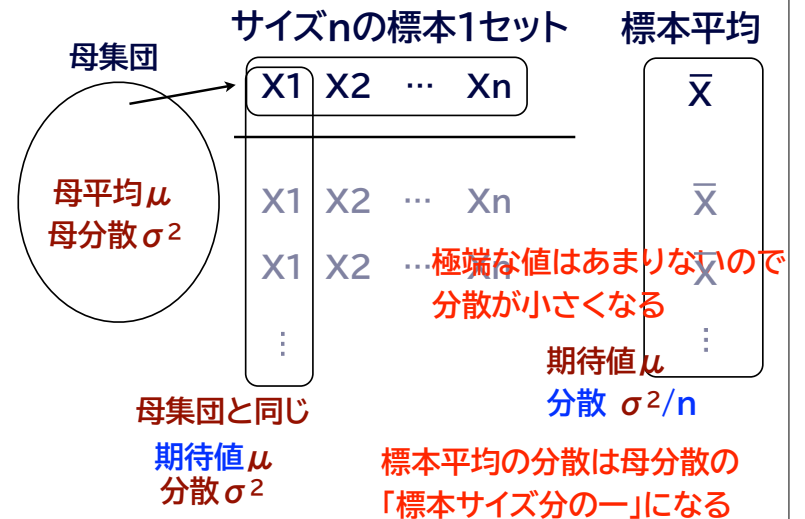 サイズnの標本1セット
標本平均
母集団
X1 X2 … Xn
X̅
母平均μ
母分散σ²
X1 X2 … Xn
X̅
X1 X2 … Xn
X̅
極端な値はあまりないので
分散が小さくなる
⋮
⋮
期待値μ
分散 σ²/n
母集団と同じ
期待値μ
分散σ²
標本平均の分散は母分散の
「標本サイズ分の一」になる